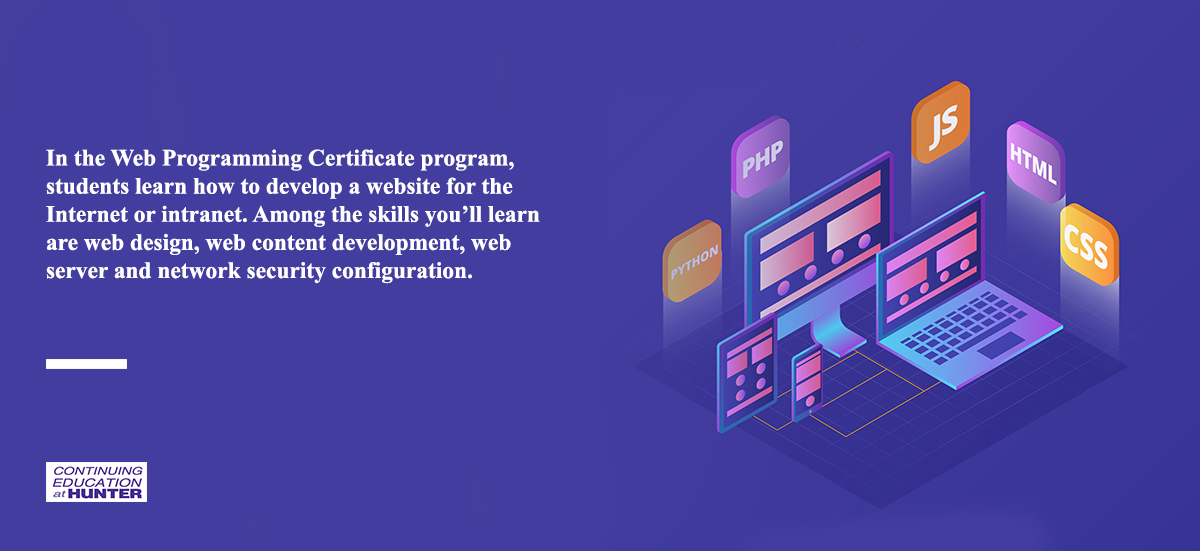 In the Web Programming Certificate program,
students learn how to develop a website for the
Internet or intranet. Among the skills you’ll learn
are web design, web content development, web
server and network security configuration.
CONTINUING
EDUCATION
at HUNTER
PYTHON
PHP
JS
HTML
CSS